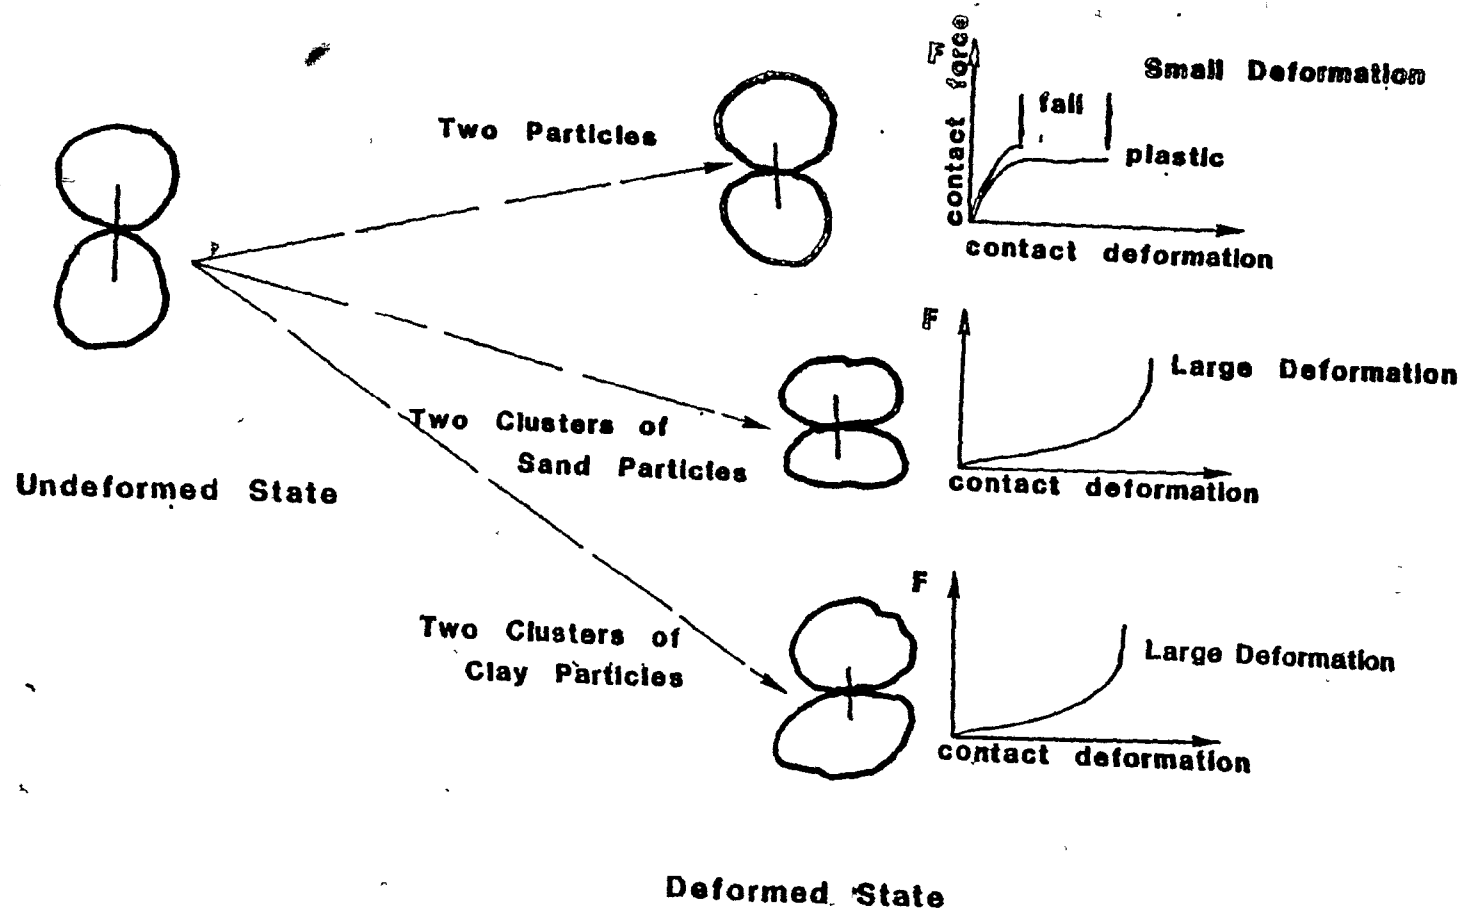 F
contact force
Small Deformation
fail
Two Particles
plastic
contact deformation
F
Large Deformation
Two Clusters of
Sand Particles
contact deformation
Undeformed State
F
Two Clusters of
Clay Particles
Large Deformation
contact deformation
Deformed State